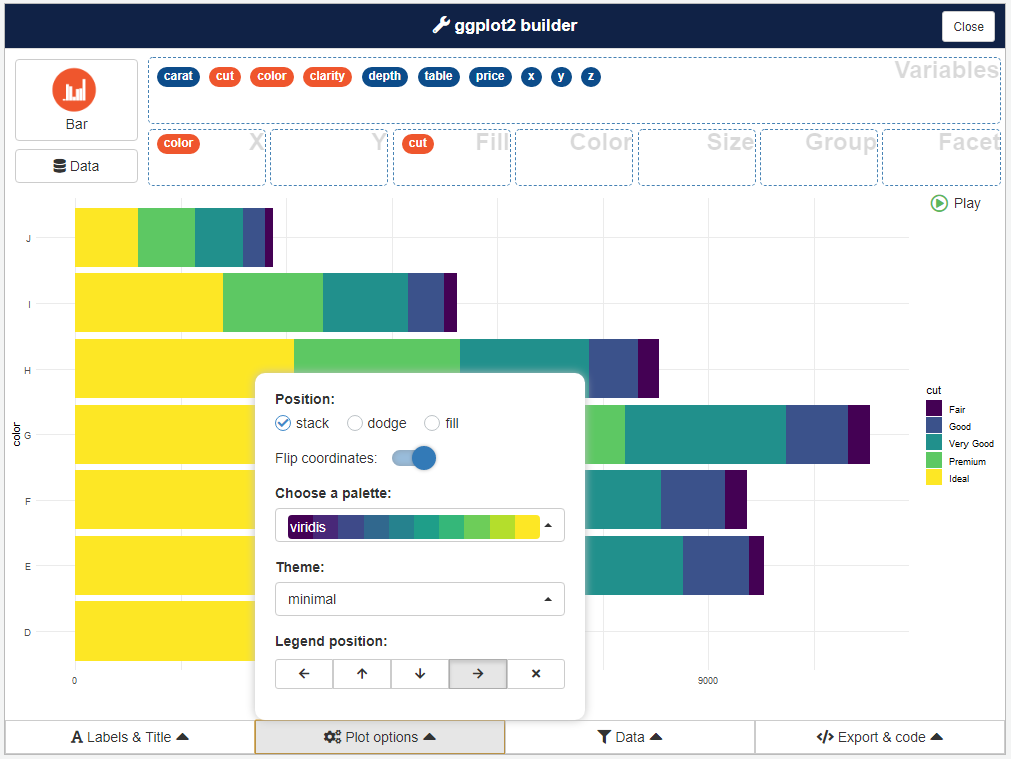 ggplot2 builder
Close
Bar
Data
carat cut color clarity depth table price x y z
Variables
color X
Y
cut Fill
Color
Size
Group
Facet
Play
J
I
H
G
F
E
D
color
0
9000
cut
Fair
Good
Very Good
Premium
Ideal
Position:
stack dodge fill
Flip coordinates:
Choose a palette:
viridis
Theme:
minimal
Legend position:
Labels & Title
Plot options
Data
Export & code